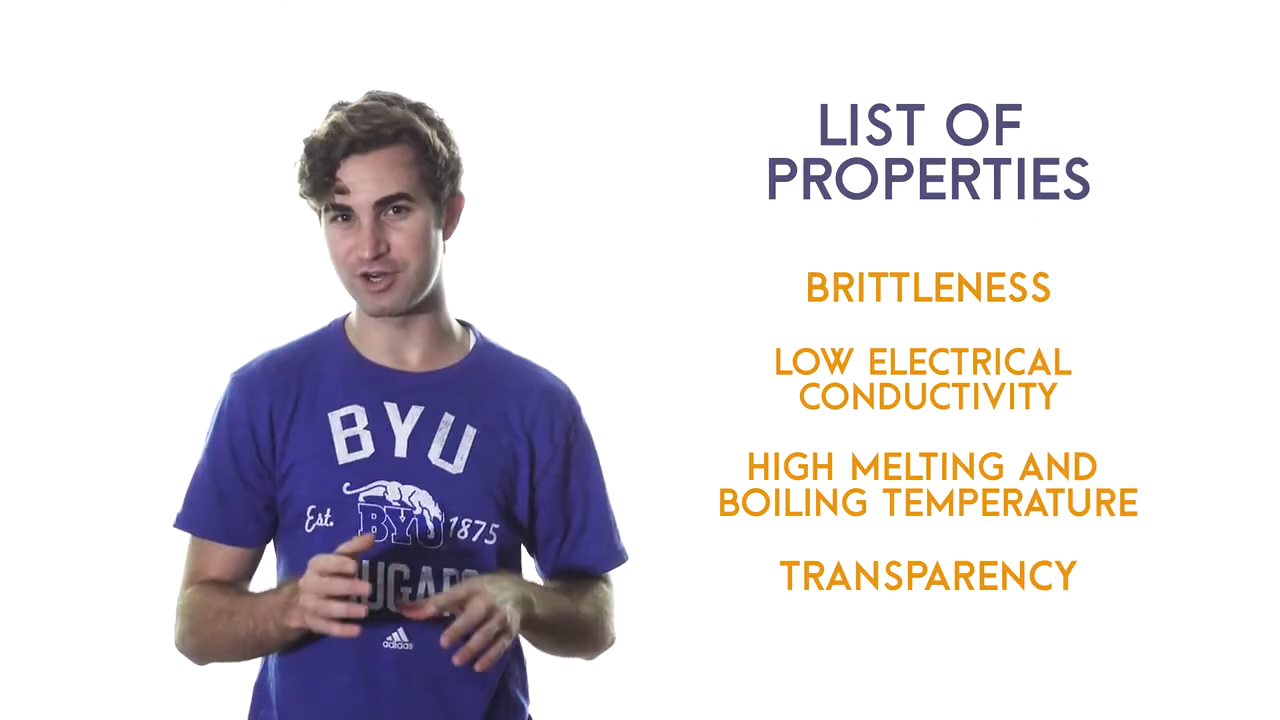 LIST OF
PROPERTIES
BRITTLENESS
LOW ELECTRICAL
CONDUCTIVITY
HIGH MELTING AND
BOILING TEMPERATURE
TRANSPARENCY
BYU
Est. BYU 1875
adidas